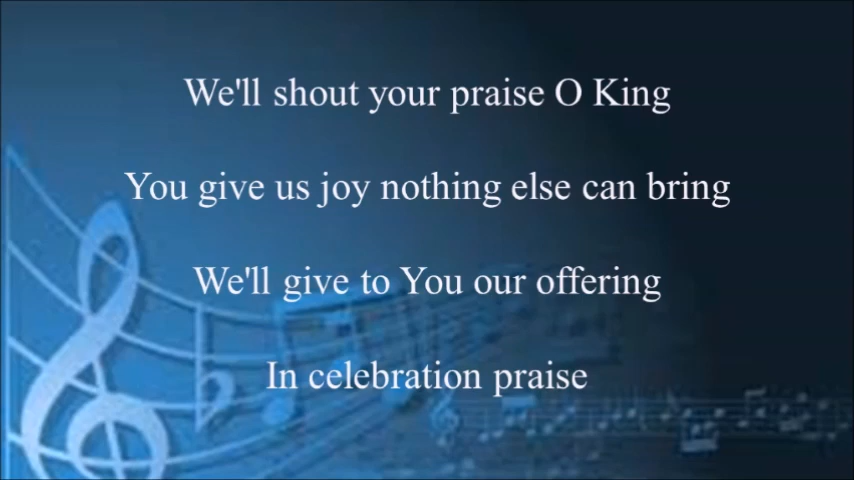 We'll shout your praise O King
You give us joy nothing else can bring
We'll give to You our offering
In celebration praise